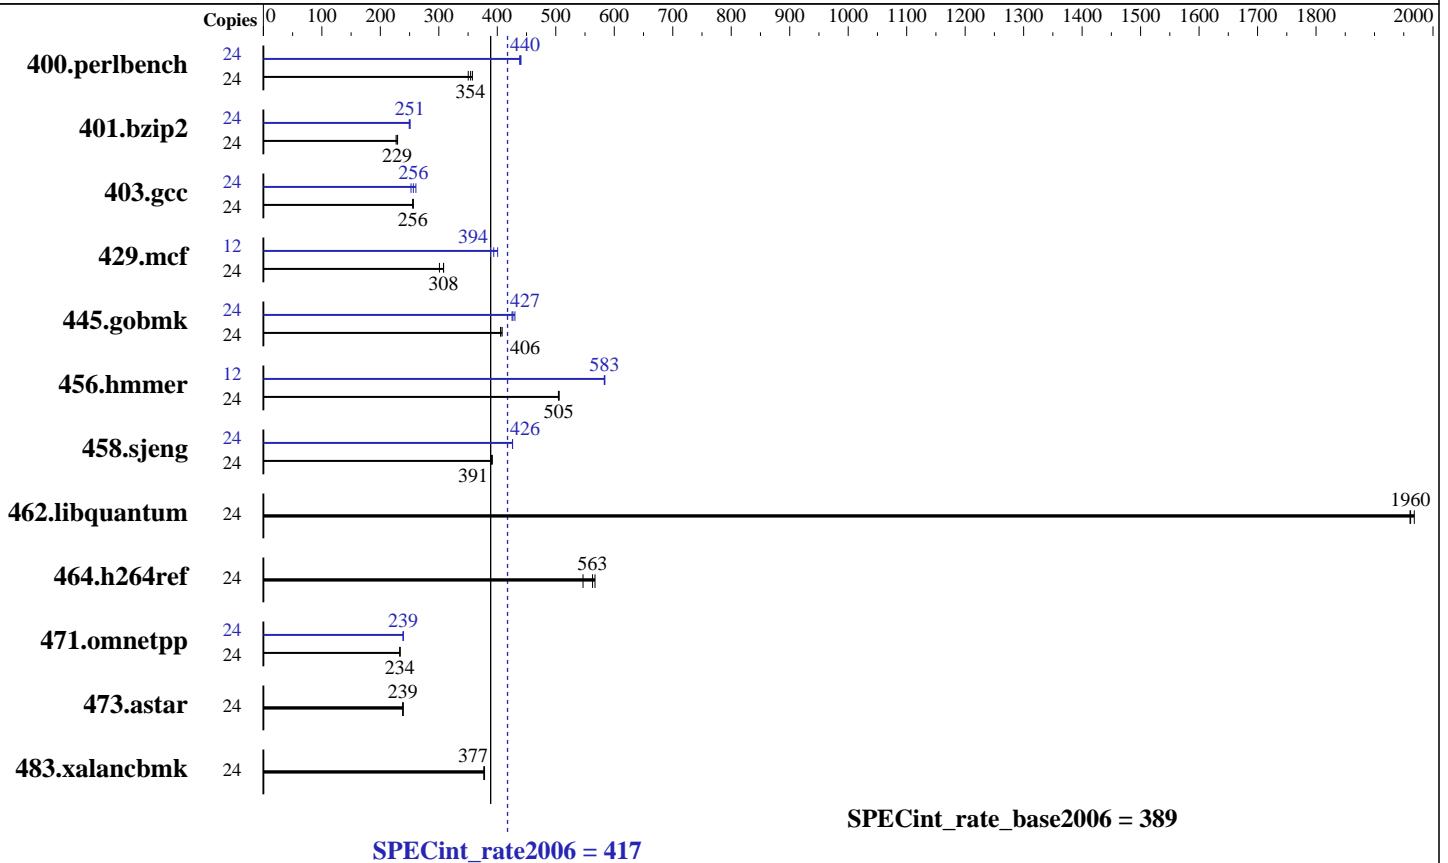 Copies 0 100 200 300 400 500 600 700 800 900 1000 1100 1200 1300 1400 1500 1600 1700 1800 2000
400.perlbench 24 440
24 354
401.bzip2 24 251
24 229
403.gcc 24 256
24 256
429.mcf 12 394
24 308
445.gobmk 24 427
24 406
456.hmmer 12 583
24 505
458.sjeng 24 426
24 391
462.libquantum 24 1960
464.h264ref 24 563
471.omnetpp 24 239
24 234
473.astar 24 239
483.xalancbmk 24 377
SPECint_rate_base2006 = 389
SPECint_rate2006 = 417